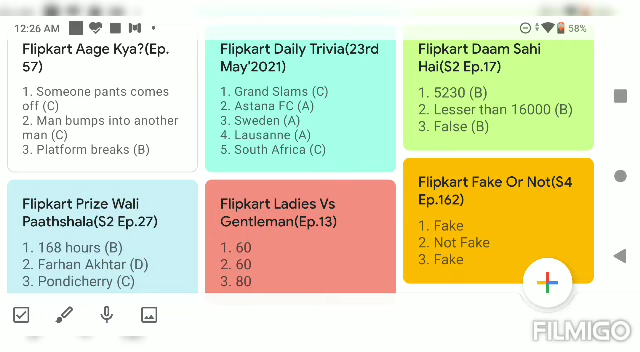 12:26 AM
58%
Flipkart Aage Kya?(Ep.
57)
1. Someone pants comes
off (C)
2. Man bumps into another
man (C)
3. Platform breaks (B)
Flipkart Daily Trivia(23rd
May'2021)
1. Grand Slams (C)
2. Astana FC (A)
3. Sweden (A)
4. Lausanne (A)
5. South Africa (C)
Flipkart Daam Sahi
Hai(S2 Ep.17)
1. 5230 (B)
2. Lesser than 16000 (B)
3. False (B)
Flipkart Prize Wali
Paathshala(S2 Ep.27)
1. 168 hours (B)
2. Farhan Akhtar (D)
3. Pondicherry (C)
Flipkart Ladies Vs
Gentleman(Ep.13)
1. 60
2. 60
3. 80
Flipkart Fake Or Not(S4
Ep.162)
1. Fake
2. Not Fake
3. Fake
FILMIGO